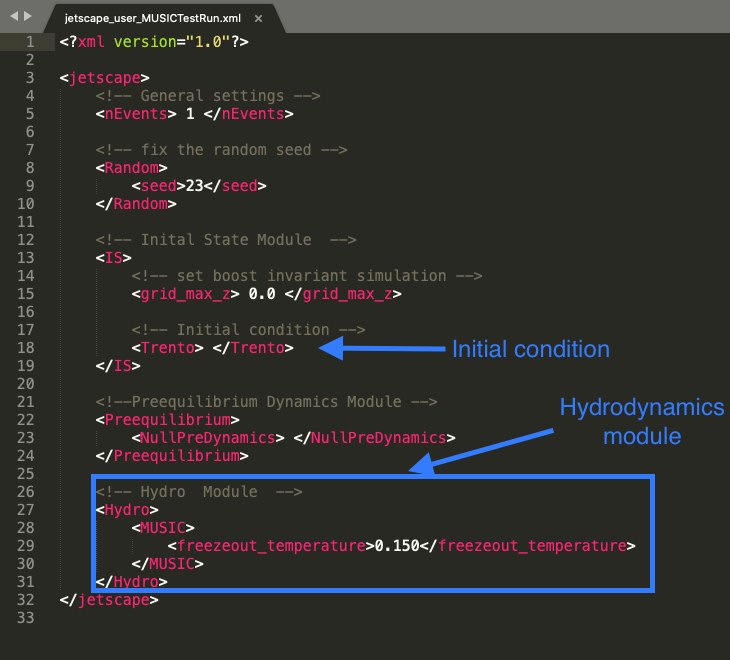 jetscape_user_MUSICTestRun.xml ×
1 <?xml version="1.0"?>
2
3 <jetscape>
4 <!-- General settings -->
5 <nEvents> 1 </nEvents>
6
7 <!-- fix the random seed -->
8 <Random>
9 <seed>23</seed>
10 </Random>
11
12 <!-- Inital State Module  -->
13 <IS>
14 <!-- set boost invariant simulation -->
15 <grid_max_z> 0.0 </grid_max_z>
16
17 <!-- Initial condition -->
18 <Trento> </Trento> Initial condition
19 </IS>
20
21 <!--Preequilibrium Dynamics Module -->
Hydrodynamics
22 <Preequilibrium>
module
23 <NullPreDynamics> </NullPreDynamics>
24 </Preequilibrium>
25
26 <!-- Hydro  Module  -->
27 <Hydro>
28 <MUSIC>
29 <freezeout_temperature>0.150</freezeout_temperature>
30 </MUSIC>
31 </Hydro>
32 </jetscape>
33